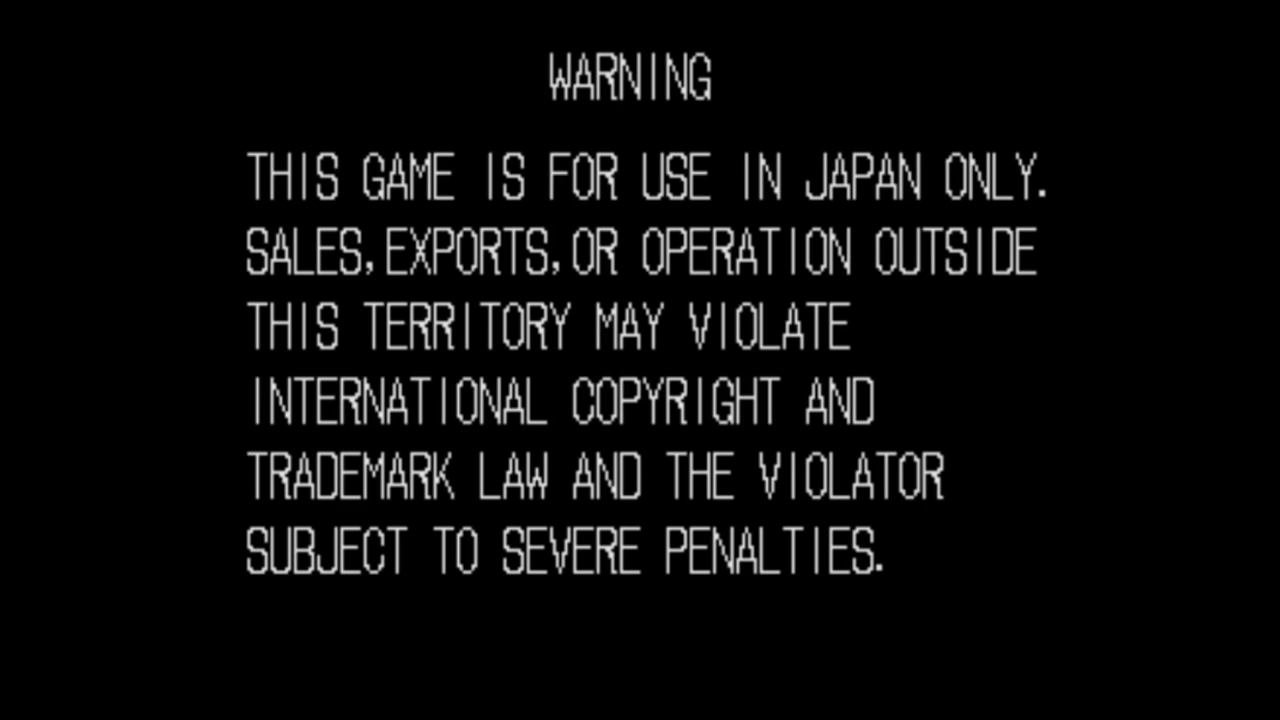 WARNING
THIS GAME IS FOR USE IN JAPAN ONLY.
SALES,EXPORTS,OR OPERATION OUTSIDE
THIS TERRITORY MAY VIOLATE
INTERNATIONAL COPYRIGHT AND
TRADEMARK LAW AND THE VIOLATOR
SUBJECT TO SEVERE PENALTIES.